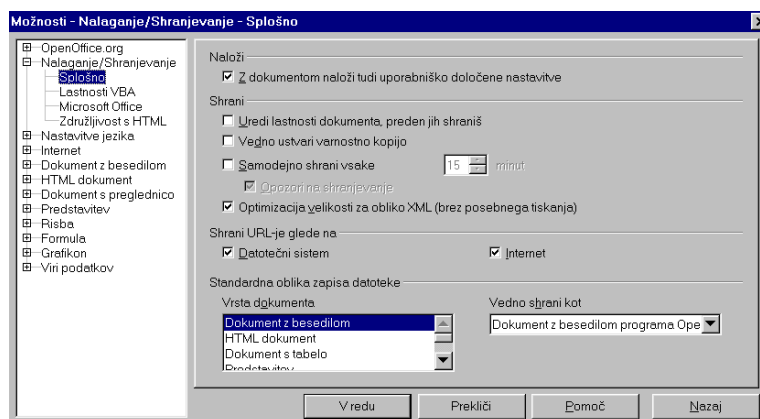 Možnosti - Nalaganje/Shranjevanje - Splošno
OpenOffice.org
Nalaganje/Shranjevanje
Splošno
Lastnosti VBA
Microsoft Office
Združljivost s HTML
Nastavitve jezika
Internet
Dokument z besedilom
HTML dokument
Dokument s preglednico
Predstavitev
Risba
Formula
Grafikon
Viri podatkov
Naloži
Z dokumentom naloži tudi uporabniško določene nastavitve
Shrani
Uredi lastnosti dokumenta, preden jih shraniš
Vedno ustvari varnostno kopijo
Samodejno shrani vsake 15 minut
Opozori na shranjevanje
Optimizacija velikosti za obliko XML (brez posebnega tiskanja)
Shrani URL-je glede na
Datotečni sistem Internet
Standardna oblika zapisa datoteke
Vrsta dokumenta Vedno shrani kot
Dokument z besedilom Dokument z besedilom programa Ope
HTML dokument
Dokument s tabelo
Predstavitev
V redu Prekliči Pomoč Nazaj